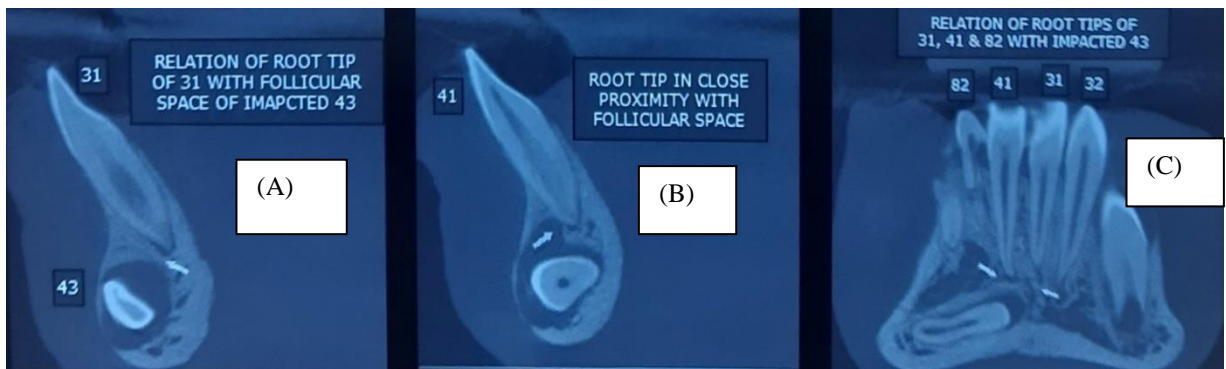 31
RELATION OF ROOT TIP
OF 31 WITH FOLLICULAR
SPACE OF IMAPCTED 43
(A)
43
41
ROOT TIP IN CLOSE
PROXIMITY WITH
FOLLICULAR SPACE
(B)
RELATION OF ROOT TIPS OF
31, 41 & 82 WITH IMPACTED 43
82 41 31 32
(C)